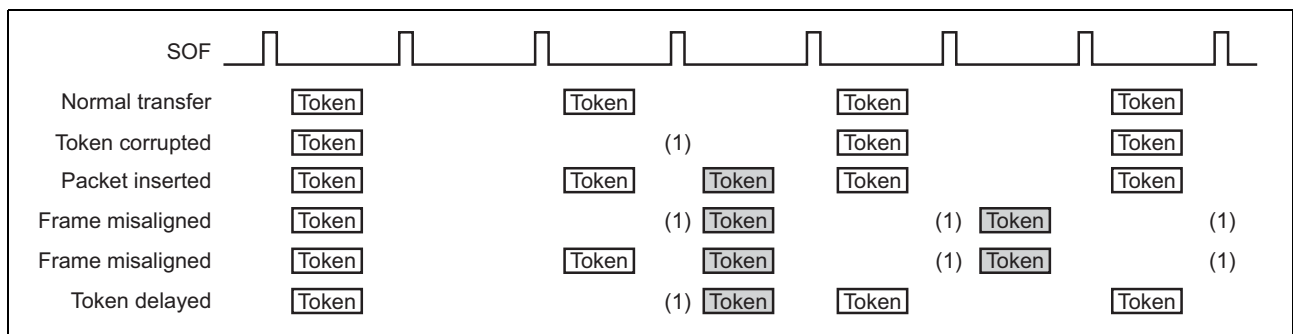 SOF
Normal transfer Token Token Token Token
Token corrupted Token (1) Token Token
Packet inserted Token Token Token Token Token
Frame misaligned Token (1) Token (1) Token (1)
Frame misaligned Token Token Token (1) Token (1)
Token delayed Token (1) Token Token Token